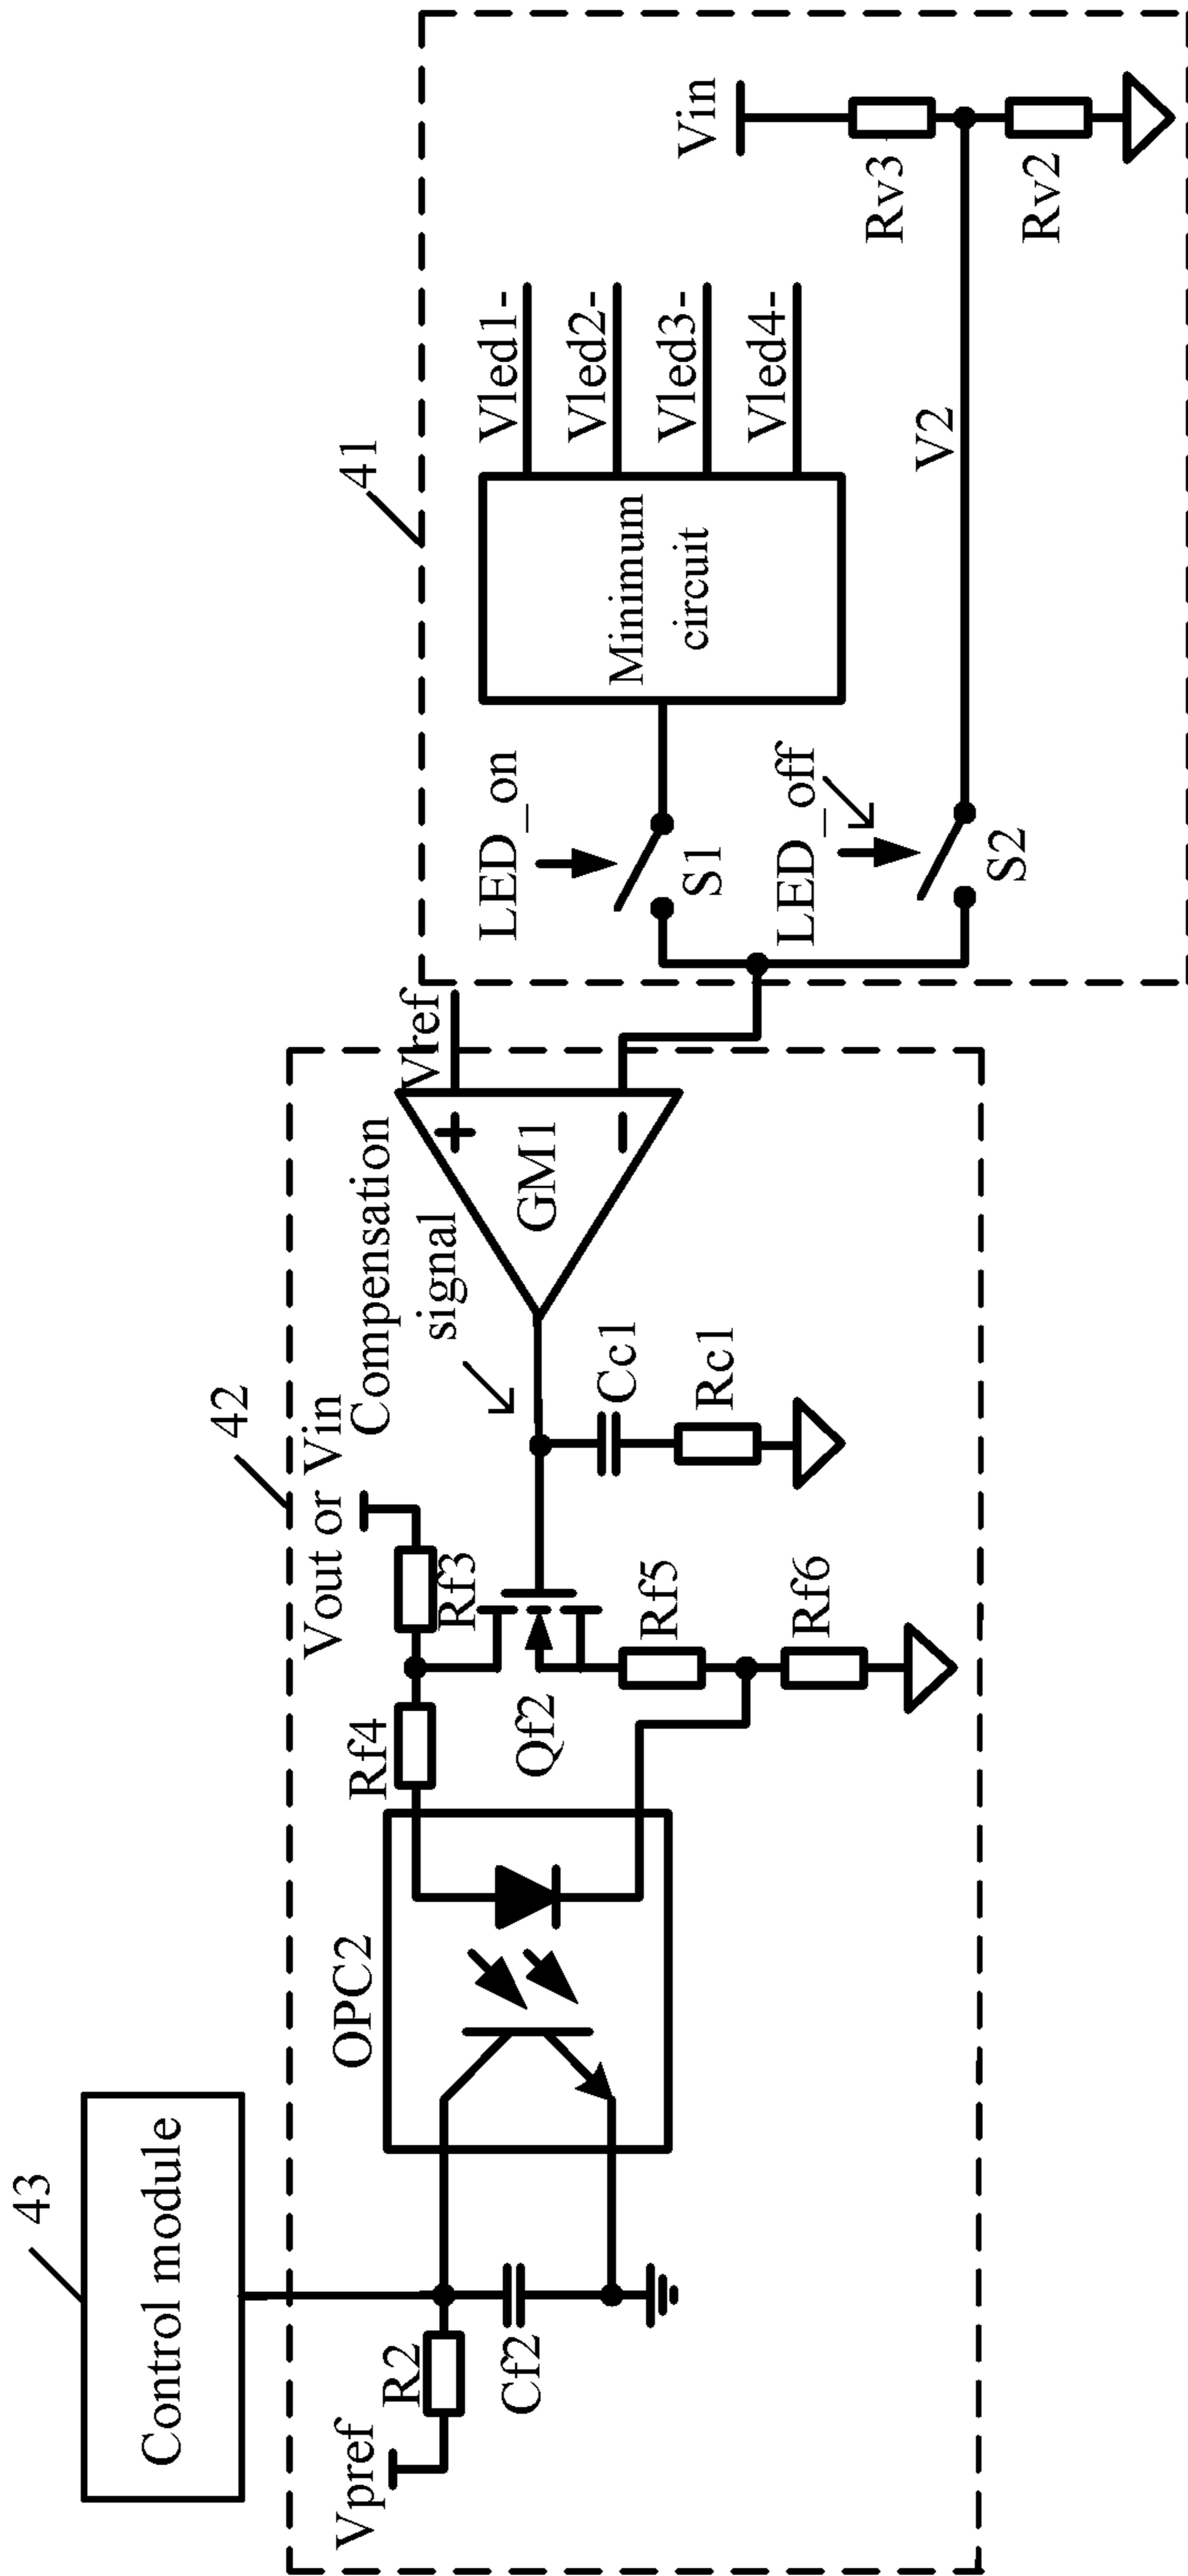 43
Control module
42
Vout or Vin
Compensation
signal
Vref
41
OPC2
Rf4
Rf3
Vpref
R2
Cf2
Qf2
Rf5
Rf6
Cc1
Rc1
+
GM1
−
LED_on
S1
LED_off
S2
Minimum
circuit
Vled1-
Vled2-
Vled3-
Vled4-
V2
Vin
Rv3
Rv2